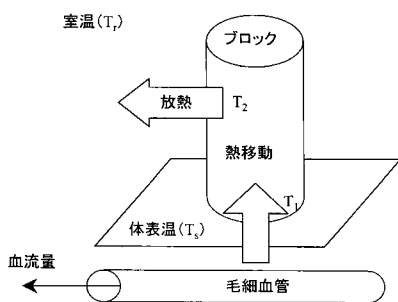 室温(Tr)
ブロック
放熱
T2
熱移動
T1
体表温(Ts)
血流量
毛細血管